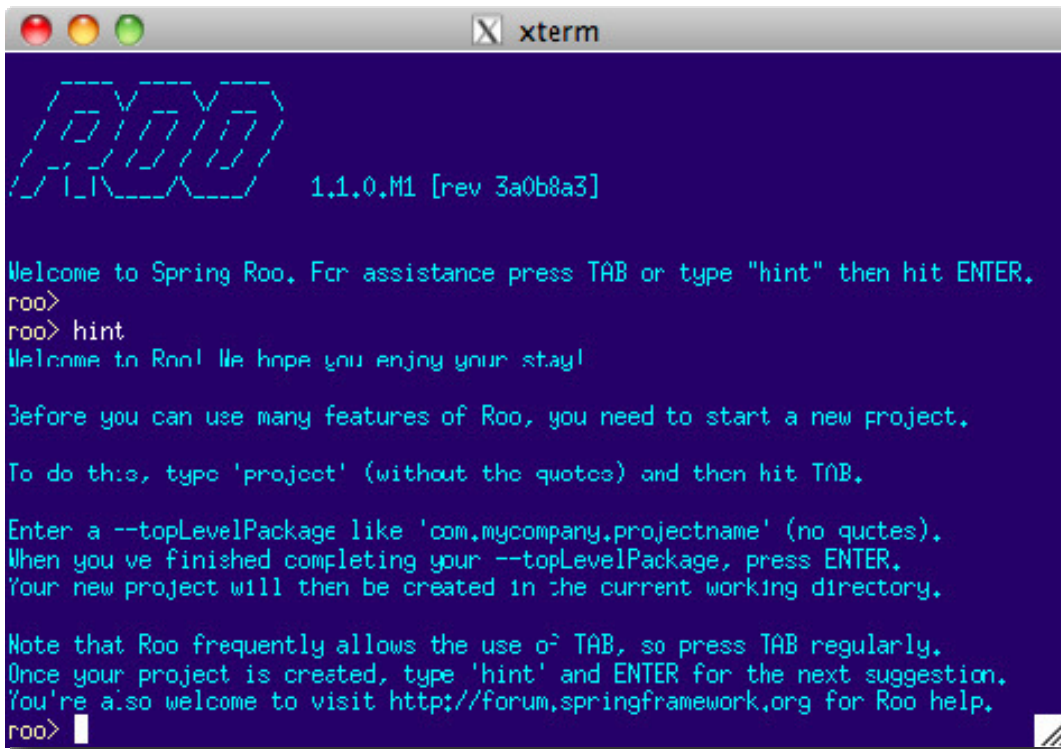 xterm
ROO 1.1.0.M1 [rev 3a0b8a3]
Welcome to Spring Roo. For assistance press TAB or type "hint" then hit ENTER.
roo>
roo> hint
Welcome to Roo! We hope you enjoy your stay!
Before you can use many features of Roo, you need to start a new project.
To do this, type 'project' (without the quotes) and then hit TAB.
Enter a --topLevelPackage like 'com.mycompany.projectname' (no quotes).
When you've finished completing your --topLevelPackage, press ENTER.
Your new project will then be created in the current working directory.
Note that Roo frequently allows the use of TAB, so press TAB regularly.
Once your project is created, type 'hint' and ENTER for the next suggestion.
You're also welcome to visit http://forum.springframework.org for Roo help.
roo>